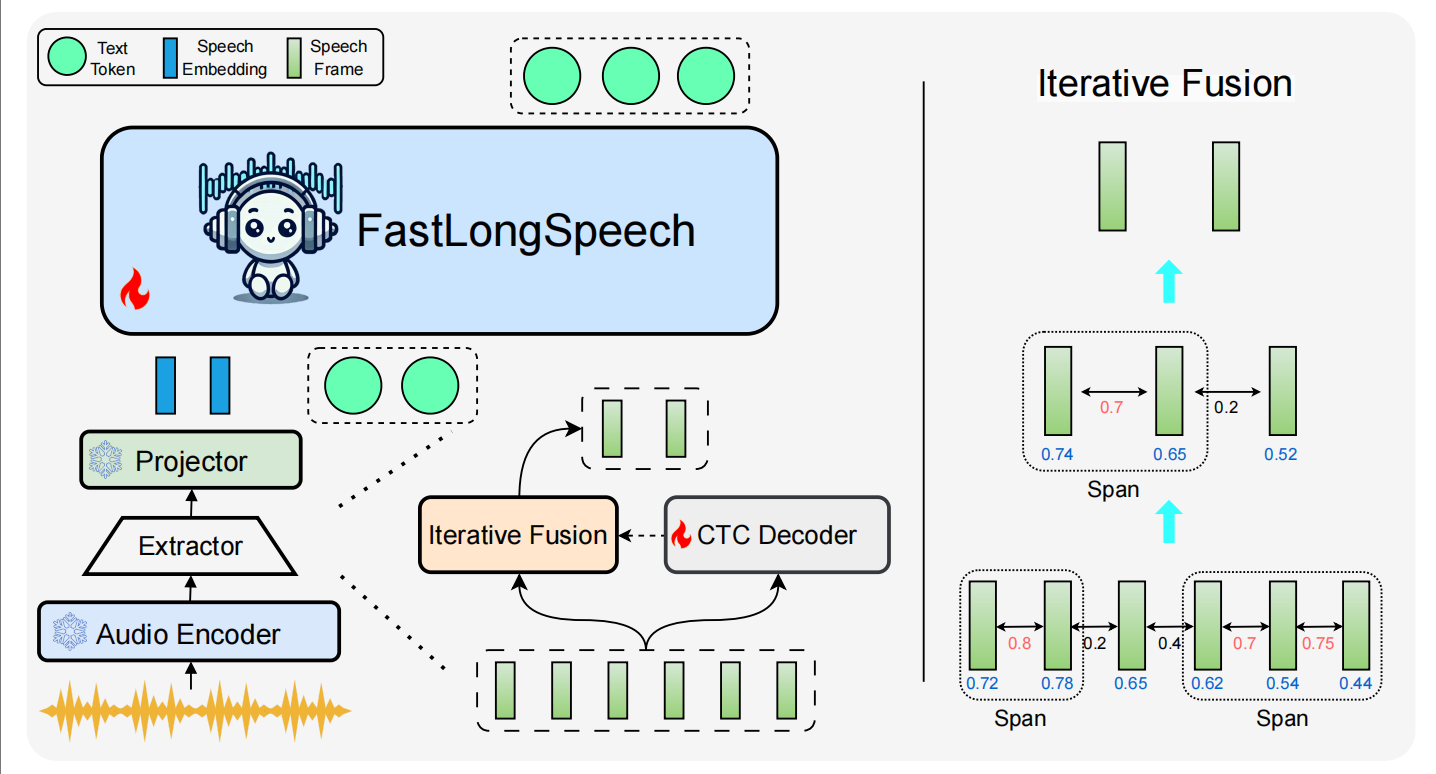 Text
Token
Speech
Embedding
Speech
Frame
FastLongSpeech
Projector
Extractor
Audio Encoder
Iterative Fusion
CTC Decoder
Iterative Fusion
0.7
0.2
0.74
0.65
0.52
Span
0.8
0.2
0.4
0.7
0.75
0.72
0.78
0.65
0.62
0.54
0.44
Span
Span